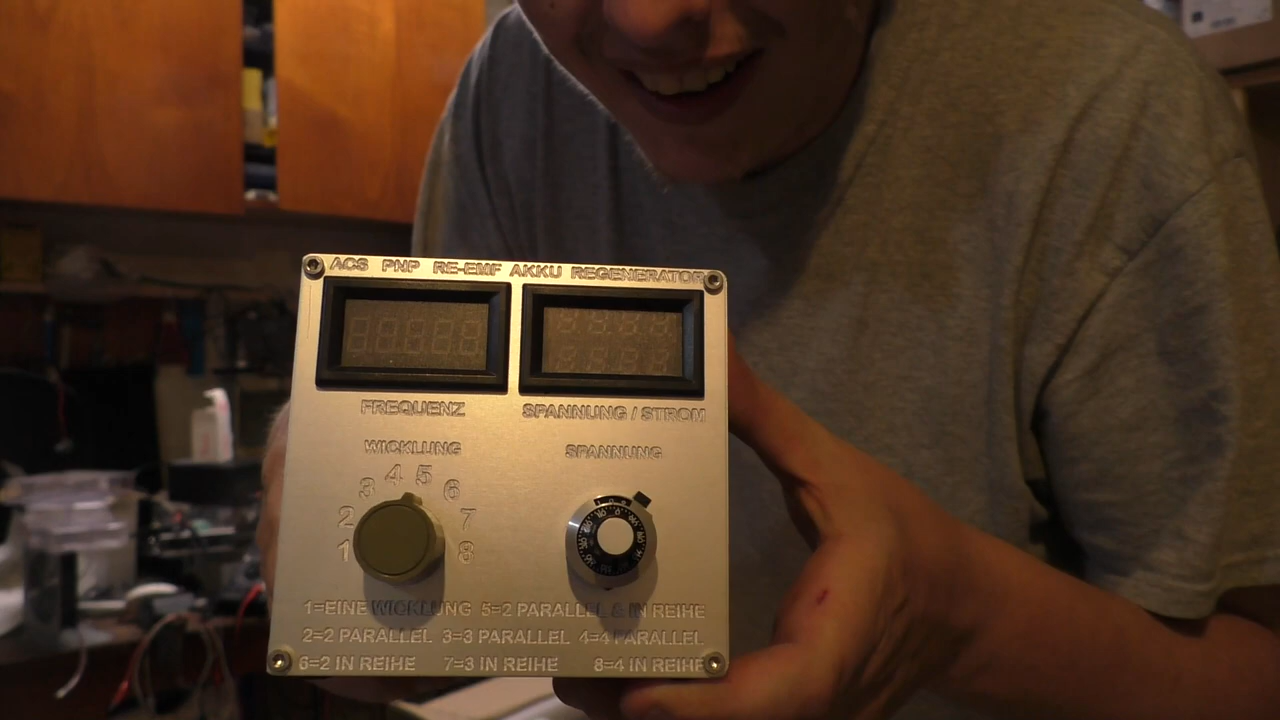 ACS PNP RE-EMF AKKU REGENERATOR
FREQUENZ SPANNUNG / STROM
WICKLUNG SPANNUNG
1 2 3 4 5 6 7 8
1=EINE WICKLUNG 5=2 PARALLEL & IN REIHE
2=2 PARALLEL 3=3 PARALLEL 4=4 PARALLEL
6=2 IN REIHE 7=3 IN REIHE 8=4 IN REIHE